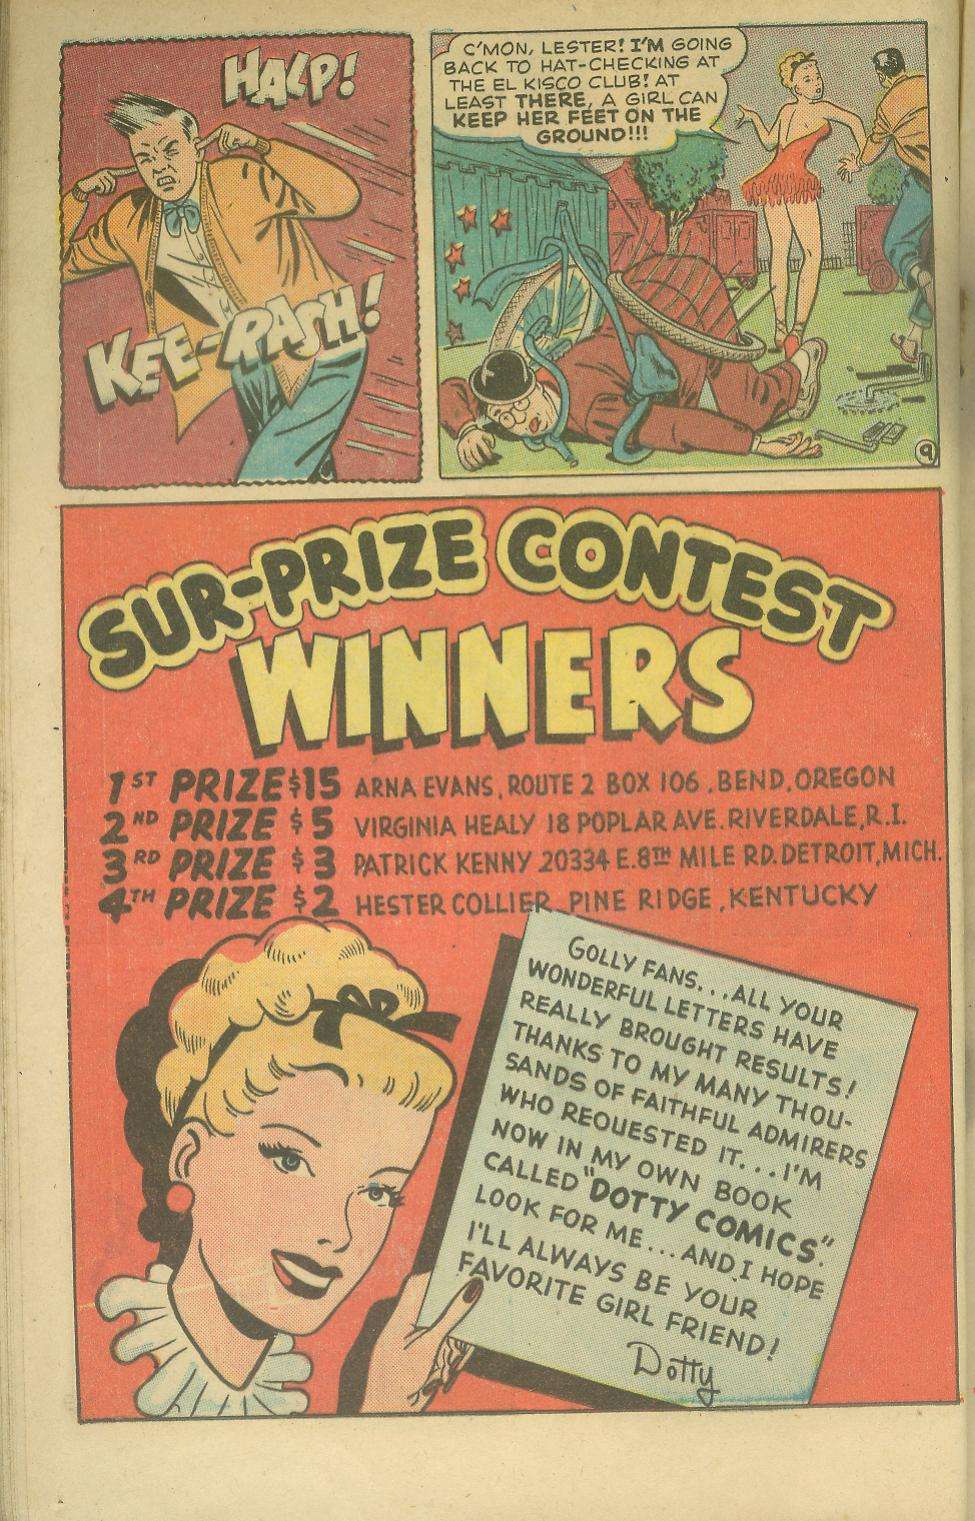 HALP!
KEE-RASH!
C'MON, LESTER! I'M GOING
BACK TO HAT-CHECKING AT
THE EL KISCO CLUB! AT
LEAST THERE, A GIRL CAN
KEEP HER FEET ON THE
GROUND!!!
9
SUR-PRIZE CONTEST
WINNERS
1ST PRIZE $15 ARNA EVANS, ROUTE 2 BOX 106, BEND, OREGON
2ND PRIZE $5 VIRGINIA HEALY 18 POPLAR AVE. RIVERDALE, R.I.
3RD PRIZE $3 PATRICK KENNY 20334 E. 8TH MILE RD. DETROIT, MICH.
4TH PRIZE $2 HESTER COLLIER PINE RIDGE, KENTUCKY
GOLLY FANS...ALL YOUR
WONDERFUL LETTERS HAVE
REALLY BROUGHT RESULTS!
THANKS TO MY MANY THOU-
SANDS OF FAITHFUL ADMIRERS
WHO REQUESTED IT...I'M
NOW IN MY OWN BOOK
CALLED "DOTTY COMICS".
LOOK FOR ME...AND I HOPE
I'LL ALWAYS BE YOUR
FAVORITE GIRL FRIEND!
Dotty